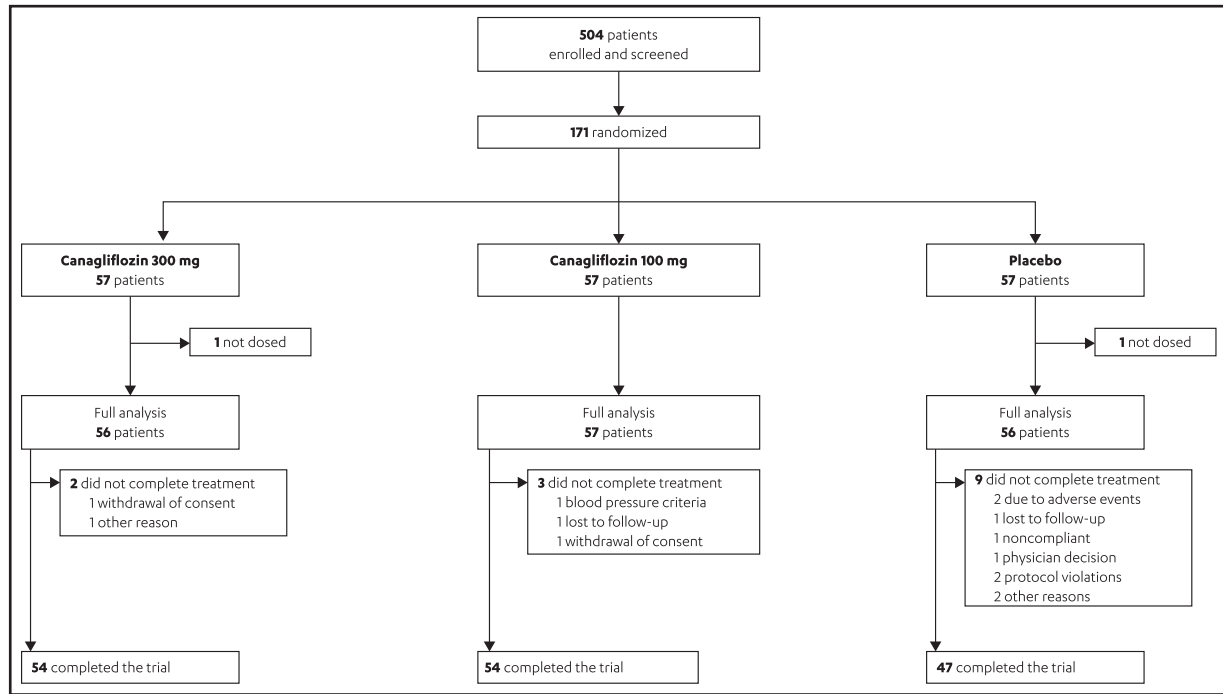 504 patients
enrolled and screened
171 randomized
Canagliflozin 300 mg
57 patients
Canagliflozin 100 mg
57 patients
Placebo
57 patients
1 not dosed
1 not dosed
Full analysis
56 patients
Full analysis
57 patients
Full analysis
56 patients
2 did not complete treatment
1 withdrawal of consent
1 other reason
3 did not complete treatment
1 blood pressure criteria
1 lost to follow-up
1 withdrawal of consent
9 did not complete treatment
2 due to adverse events
1 lost to follow-up
1 noncompliant
1 physician decision
2 protocol violations
2 other reasons
54 completed the trial
54 completed the trial
47 completed the trial